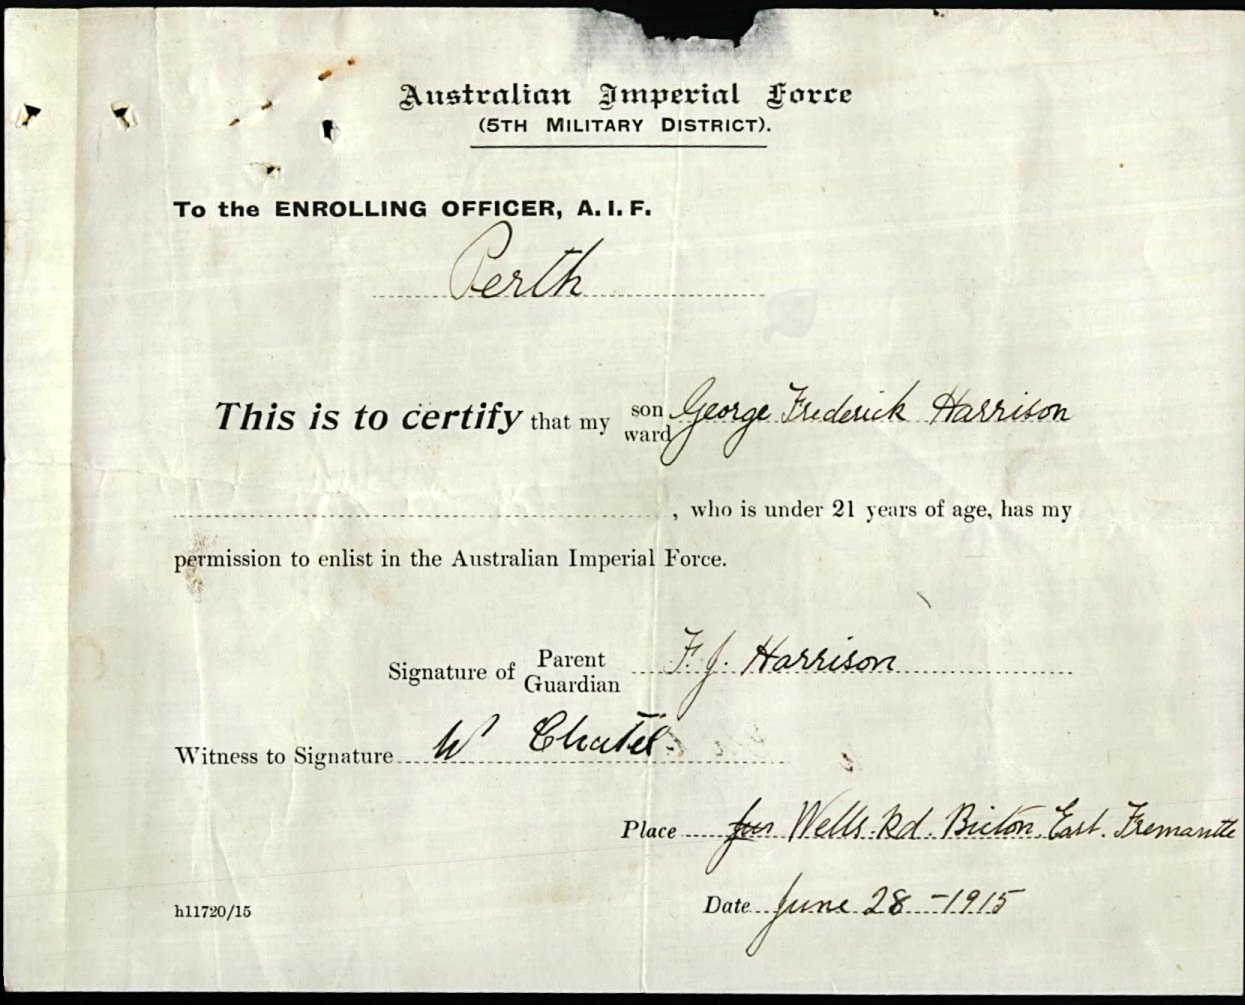 Australian Imperial Force
(5TH MILITARY DISTRICT).
To the ENROLLING OFFICER, A.I.F.
Perth
This is to certify that my son ward George Frederick Harrison
, who is under 21 years of age, has my
permission to enlist in the Australian Imperial Force.
Signature of Parent Guardian F. J. Harrison
Witness to Signature W
Place Wells. Rd. Bicton. East. Fremantle
Date June 28 - 1915
h11720/15